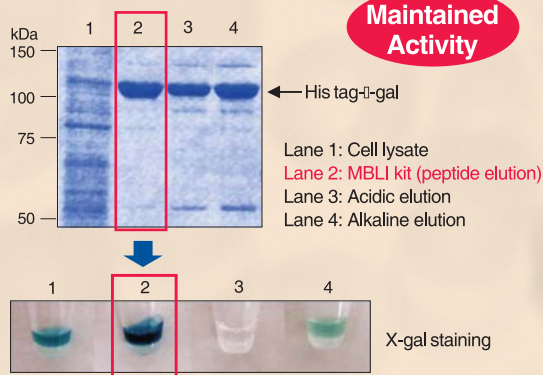 Maintained
Activity
kDa
1 2 3 4
150
100
75
50
His tag-▯-gal
Lane 1: Cell lysate
Lane 2: MBLI kit (peptide elution)
Lane 3: Acidic elution
Lane 4: Alkaline elution
1 2 3 4
X-gal staining